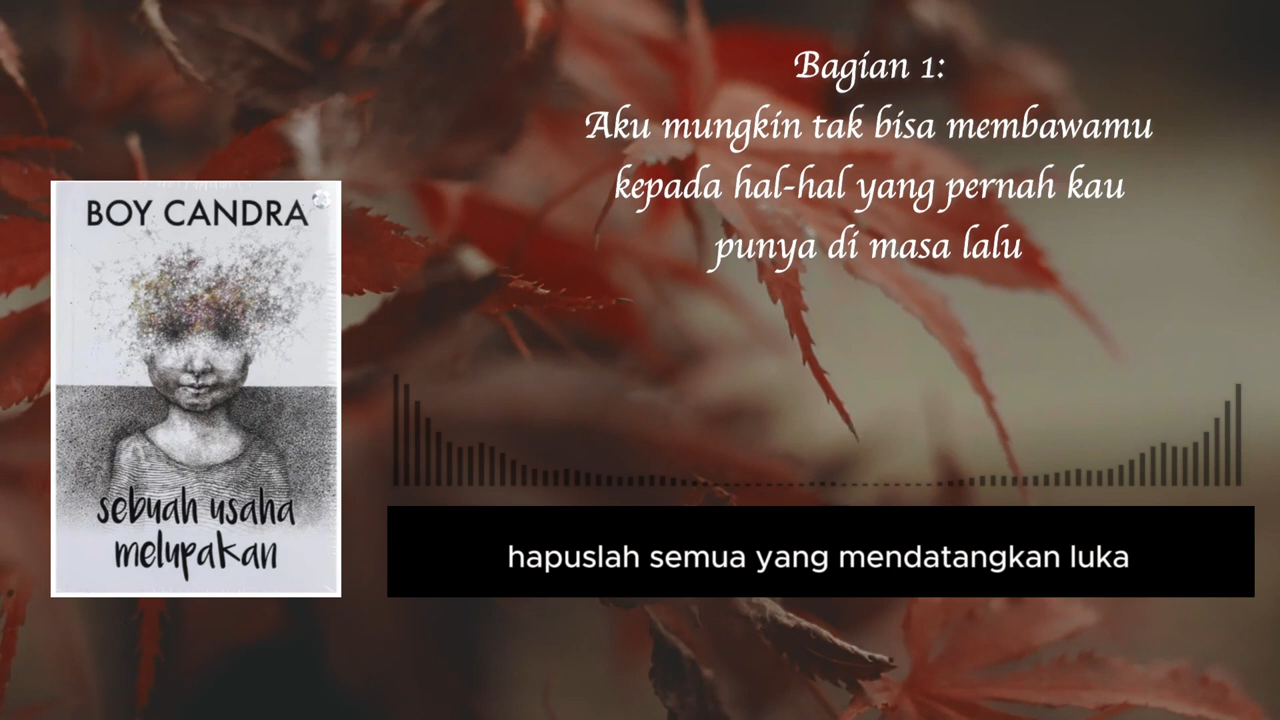 Bagian 1:
Aku mungkin tak bisa membawamu
kepada hal-hal yang pernah kau
punya di masa lalu
BOY CANDRA
sebuah usaha
melupakan
hapuslah semua yang mendatangkan luka